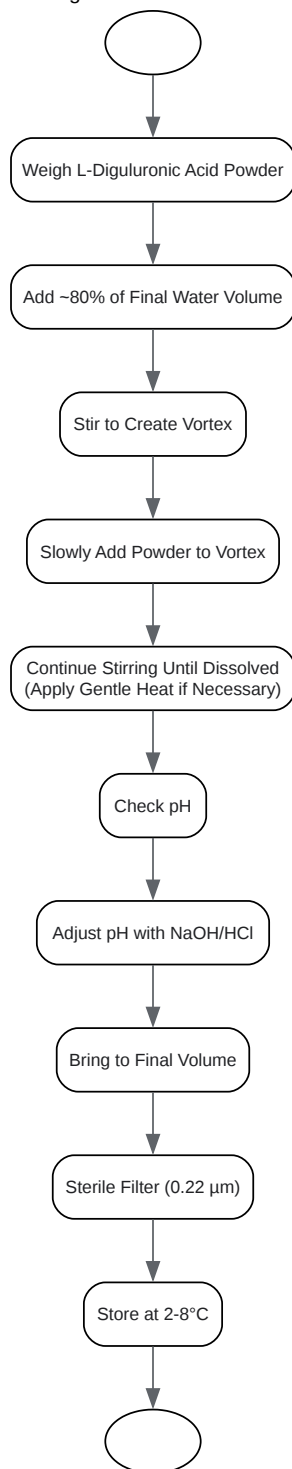 Weigh L-Diguluronic Acid Powder
Add ~80% of Final Water Volume
Stir to Create Vortex
Slowly Add Powder to Vortex
Continue Stirring Until Dissolved
(Apply Gentle Heat if Necessary)
Check pH
Adjust pH with NaOH/HCl
Bring to Final Volume
Sterile Filter (0.22 µm)
Store at 2-8°C